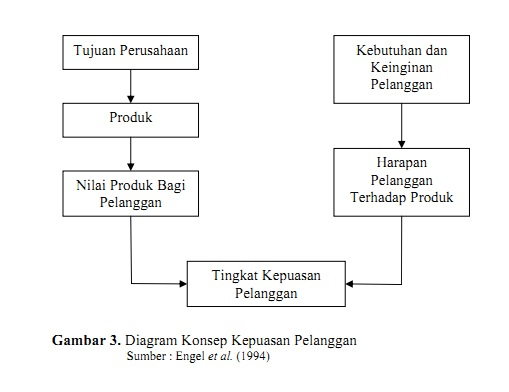 Tujuan Perusahaan
Produk
Nilai Produk Bagi
Pelanggan
Kebutuhan dan
Keinginan
Pelanggan
Harapan
Pelanggan
Terhadap Produk
Tingkat Kepuasan
Pelanggan
Gambar 3. Diagram Konsep Kepuasan Pelanggan
Sumber : Engel et al. (1994)